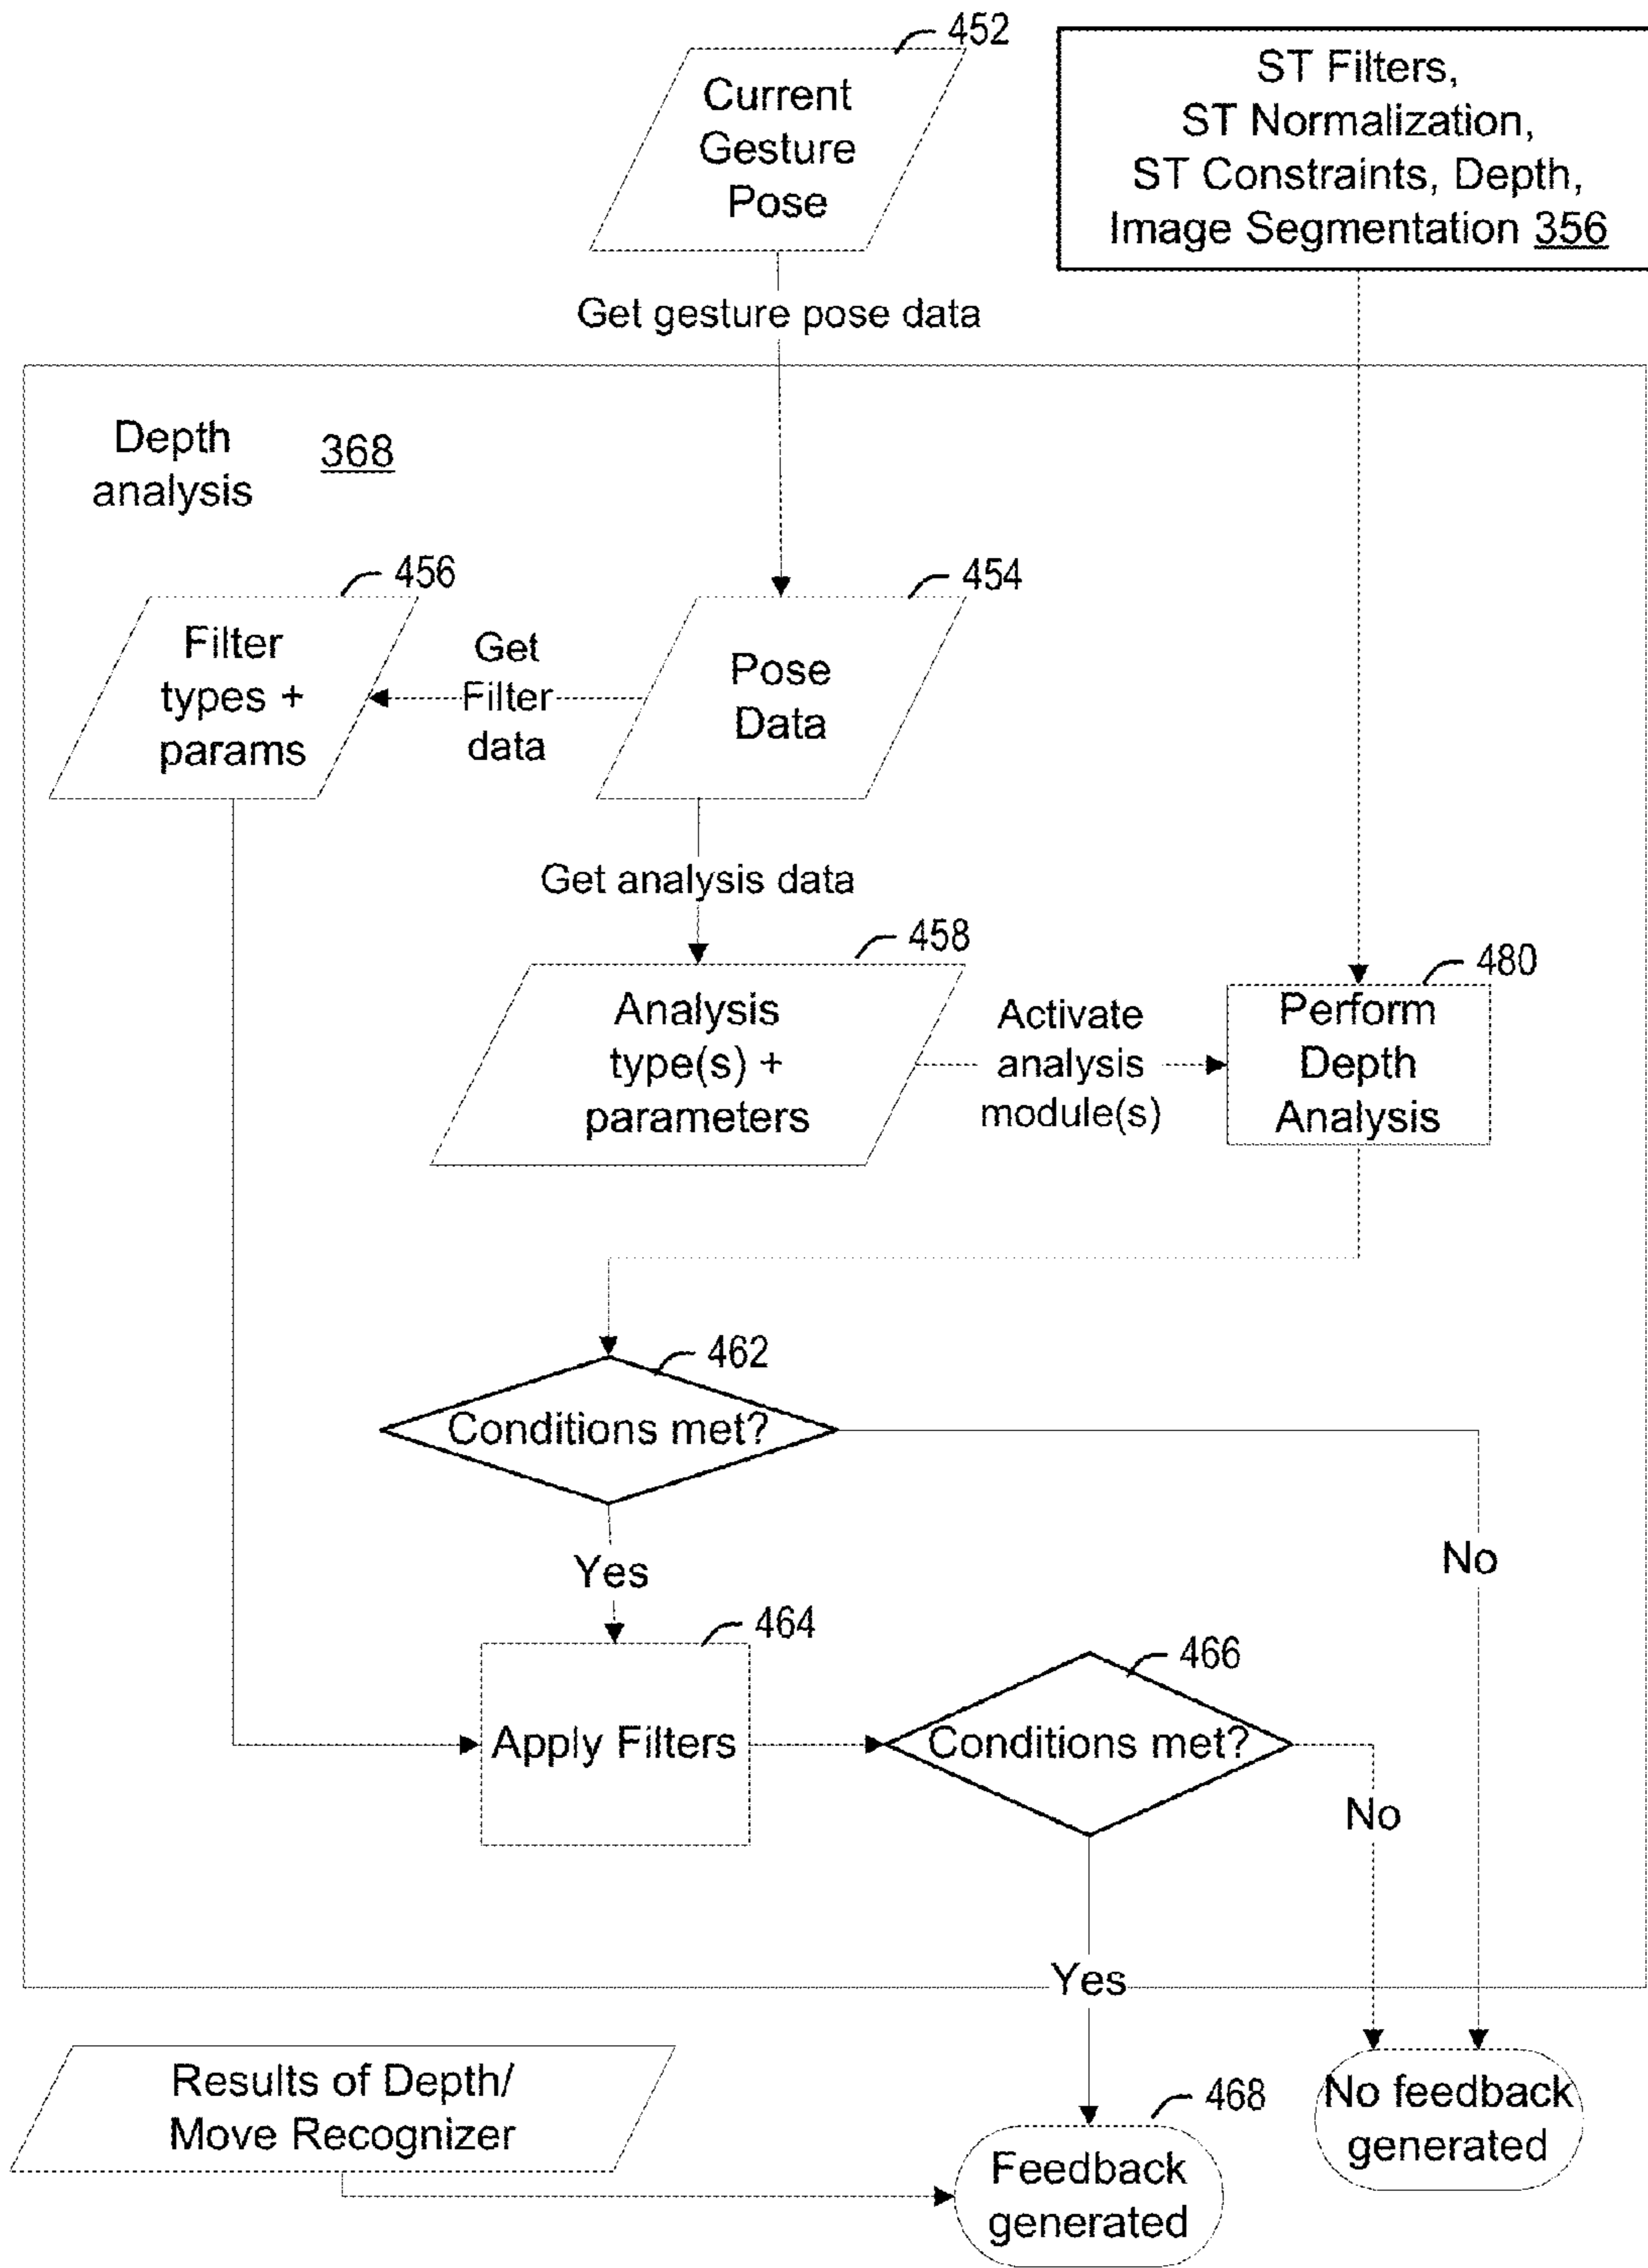 452
Current
Gesture
Pose
ST Filters,
ST Normalization,
ST Constraints, Depth,
Image Segmentation 356
Get gesture pose data
Depth
analysis
368
456
Filter
types +
params
Get
Filter
data
454
Pose
Data
Get analysis data
458
Analysis
type(s) +
parameters
Activate
analysis
module(s)
480
Perform
Depth
Analysis
462
Conditions met?
Yes
No
464
Apply Filters
466
Conditions met?
No
Yes
Results of Depth/
Move Recognizer
468
Feedback
generated
No feedback
generated